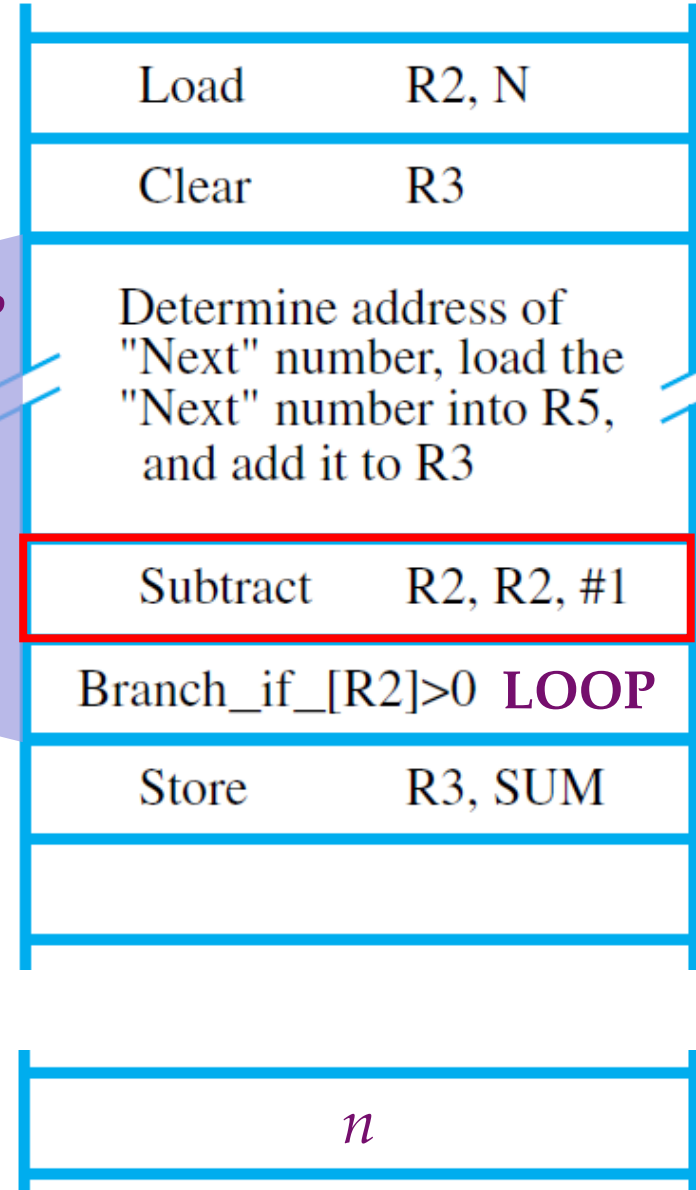 Load R2, N
Clear R3
Determine address of
"Next" number, load the
"Next" number into R5,
and add it to R3
Subtract R2, R2, #1
Branch_if_[R2]>0 LOOP
Store R3, SUM
n